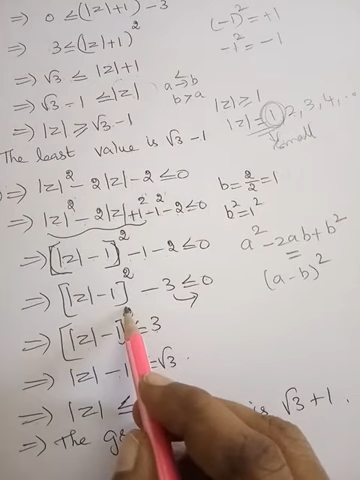 0 ≤ (|z|+1)² - 3
⇒ 3 ≤ (|z|+1)²
⇒ √3 ≤ |z|+1
⇒ √3 - 1 ≤ |z|
⇒ |z| ≥ √3 - 1
The least value is √3 - 1
(-1)² = +1
-1² = -1
a ≤ b
b > a
|z| ≥ 1
|z| = 1, 2, 3, 4, ...
small
⇒ |z|² - 2|z| - 2 ≤ 0
⇒ |z|² - 2|z| + 1² - 1² - 2 ≤ 0
⇒ [|z| - 1]² - 1 - 2 ≤ 0
⇒ [|z| - 1]² - 3 ≤ 0
⇒ [|z| - 1]² ≤ 3
⇒ |z| - 1 = √3.
⇒ |z| ≤
⇒ The is √3 + 1.
b = 2/2 = 1
b² = 1²
a² - 2ab + b²
= (a-b)²